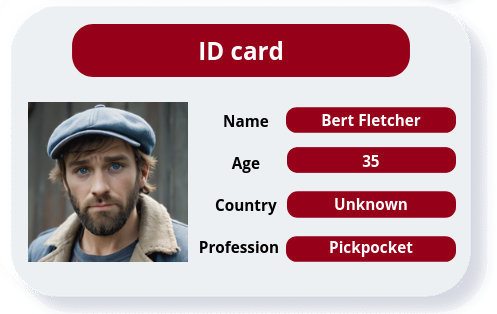 ID card
Name Bert Fletcher
Age 35
Country Unknown
Profession Pickpocket